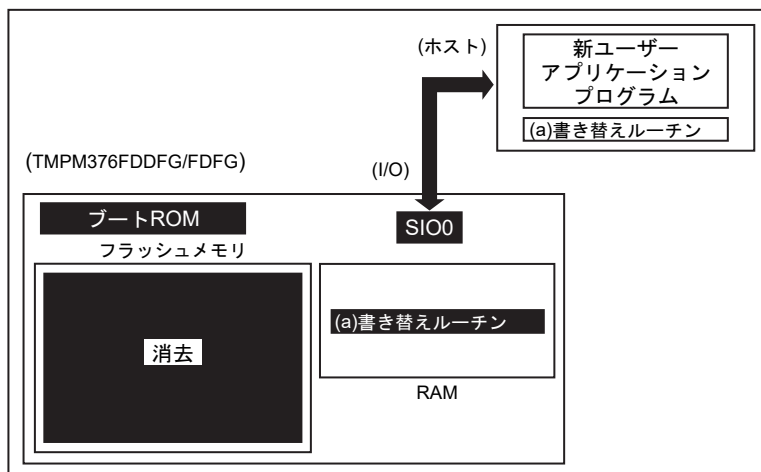 (ホスト)
新ユーザー
アプリケーション
プログラム
(a)書き替えルーチン
(TMPM376FDDFG/FDFG)
(I/O)
ブートROM
SIO0
フラッシュメモリ
(a)書き替えルーチン
消去
RAM